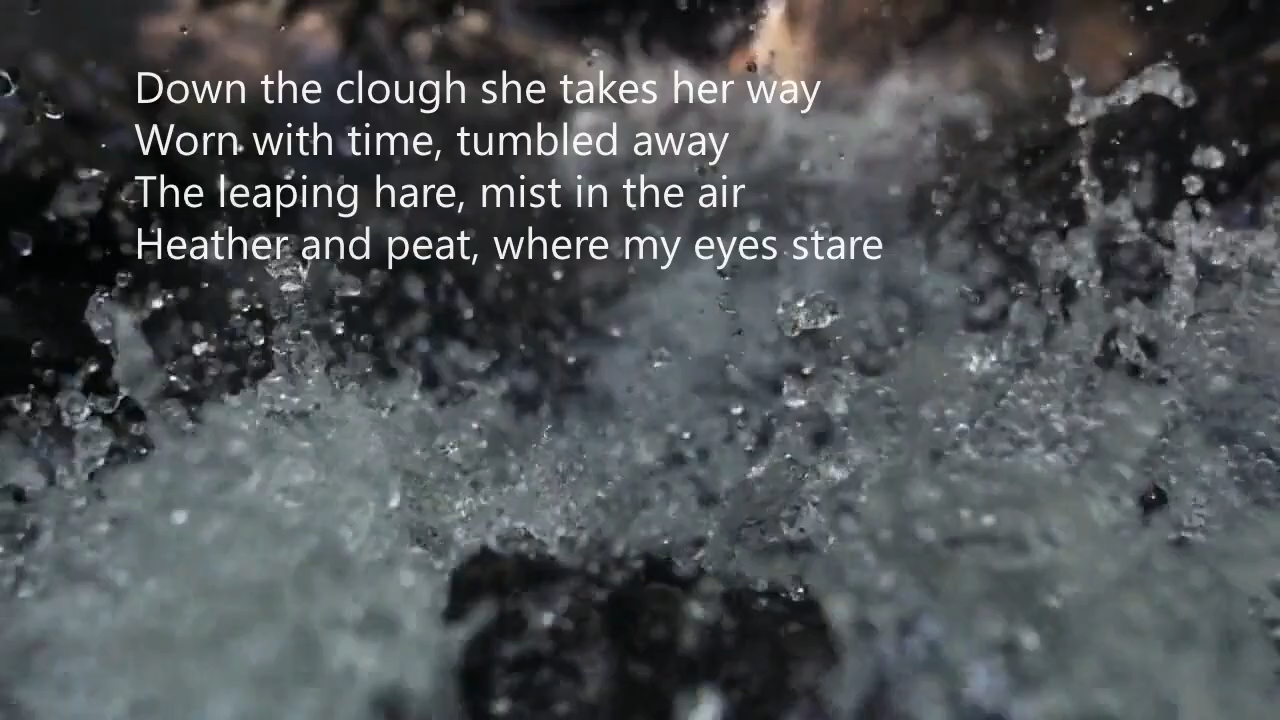 Down the clough she takes her way
Worn with time, tumbled away
The leaping hare, mist in the air
Heather and peat, where my eyes stare